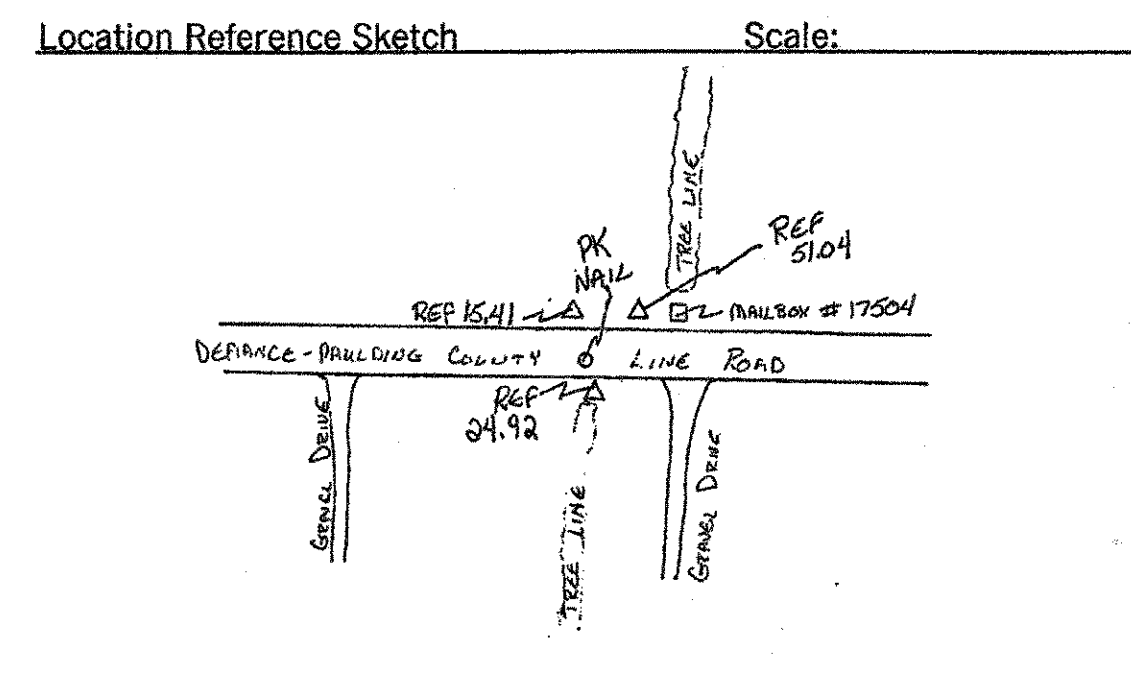 Location Reference Sketch Scale:
TREE LINE
REF
51.04
PK
NAIL
REF 15.41
MAILBOX # 17504
DEFIANCE-PAULDING COUNTY LINE ROAD
REF
24.92
GRAVEL DRIVE
TREE LINE
GRAVEL DRIVE